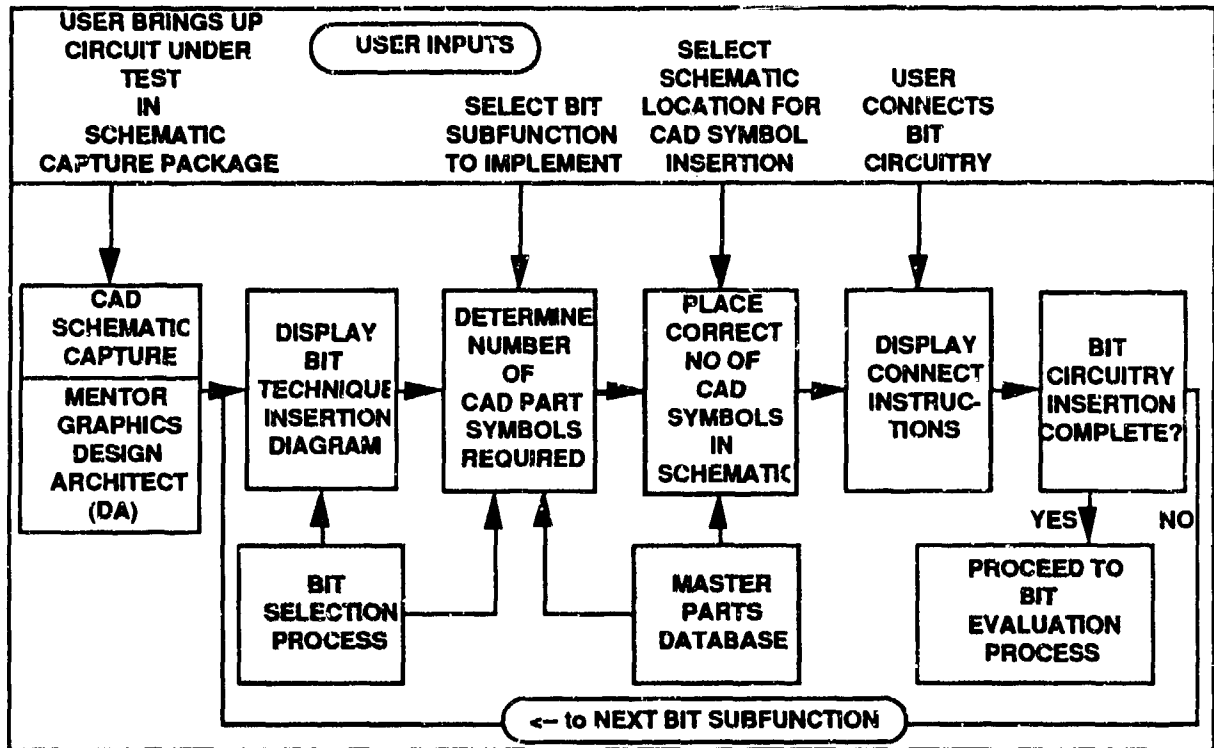 USER BRINGS UP
CIRCUIT UNDER
TEST
IN
SCHEMATIC
CAPTURE PACKAGE
USER INPUTS
SELECT BIT
SUBFUNCTION
TO IMPLEMENT
SELECT
SCHEMATIC
LOCATION FOR
CAD SYMBOL
INSERTION
USER
CONNECTS
BIT
CIRCUITRY
CAD
SCHEMATIC
CAPTURE
MENTOR
GRAPHICS
DESIGN
ARCHITECT
(DA)
DISPLAY
BIT
TECHNIQUE
INSERTION
DIAGRAM
DETERMINE
NUMBER
OF
CAD PART
SYMBOLS
REQUIRED
PLACE
CORRECT
NO OF
CAD
SYMBOLS
IN
SCHEMATIC
DISPLAY
CONNECT
INSTRUC-
TIONS
BIT
CIRCUITRY
INSERTION
COMPLETE?
YES
NO
BIT
SELECTION
PROCESS
MASTER
PARTS
DATABASE
PROCEED TO
BIT
EVALUATION
PROCESS
<-- to NEXT BIT SUBFUNCTION